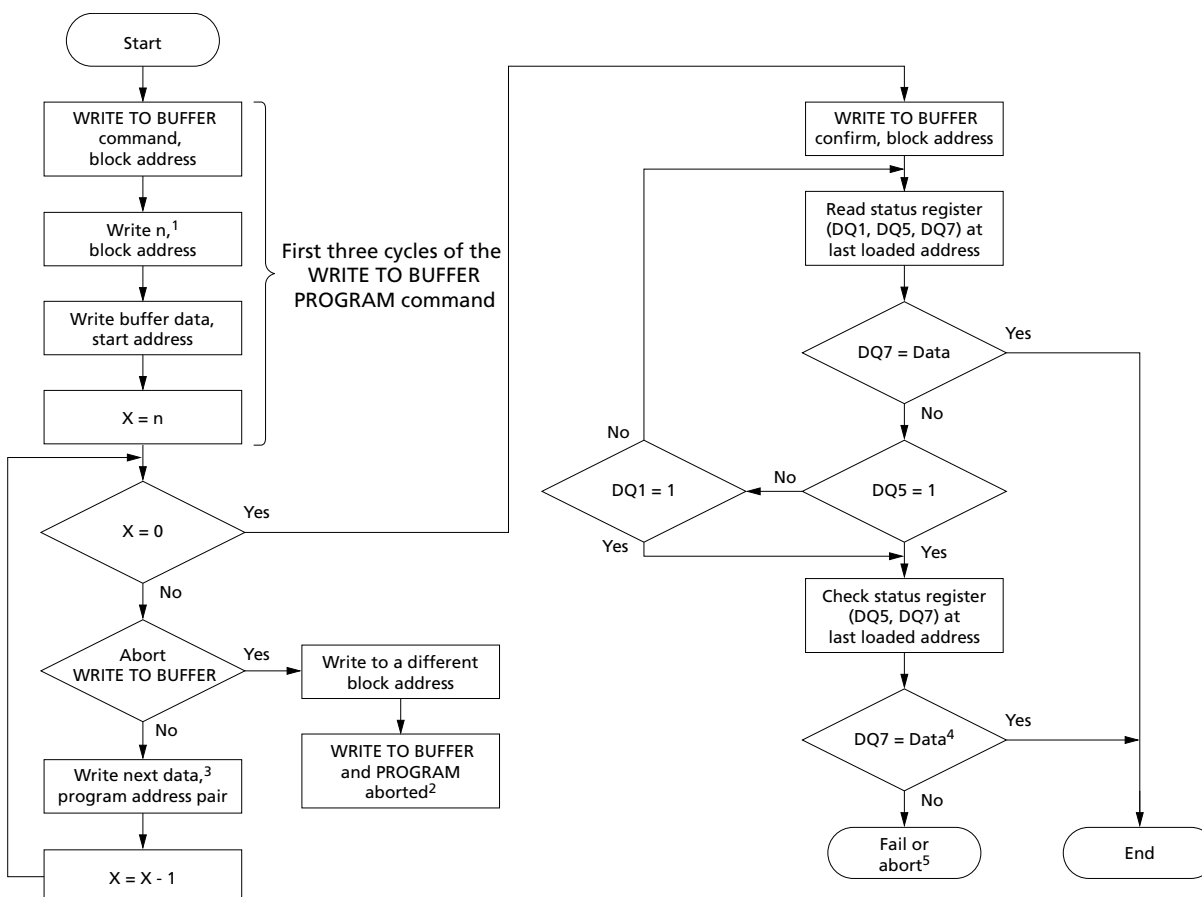 Start
WRITE TO BUFFER
command,
block address
Write n,1
block address
Write buffer data,
start address
X = n
First three cycles of the
WRITE TO BUFFER
PROGRAM command
X = 0
Yes
No
Abort
WRITE TO BUFFER
Yes
No
Write to a different
block address
WRITE TO BUFFER
and PROGRAM
aborted2
Write next data,3
program address pair
X = X - 1
WRITE TO BUFFER
confirm, block address
Read status register
(DQ1, DQ5, DQ7) at
last loaded address
DQ7 = Data
Yes
No
DQ5 = 1
No
Yes
DQ1 = 1
No
Yes
Check status register
(DQ5, DQ7) at
last loaded address
DQ7 = Data4
Yes
No
Fail or
abort5
End